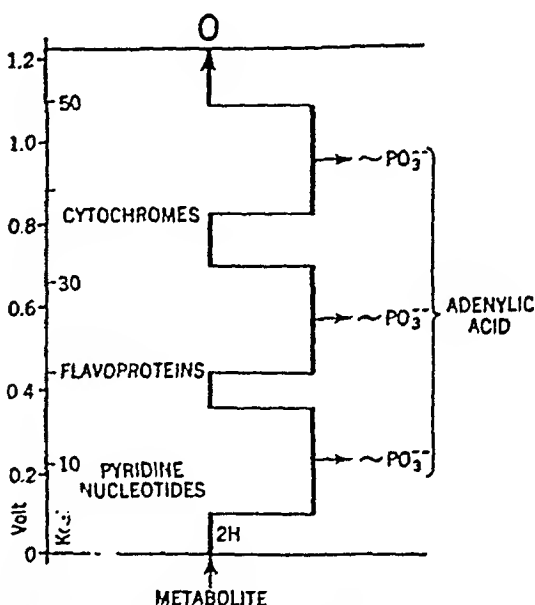 O
1.2
50
1.0
~PO₃⁻⁻
CYTOCHROMES
0.8
30
0.6
~PO₃⁻⁻
ADENYLIC
ACID
FLAVOPROTEINS
0.4
~PO₃⁻⁻
10
PYRIDINE
NUCLEOTIDES
0.2
Volt
2H
0
METABOLITE